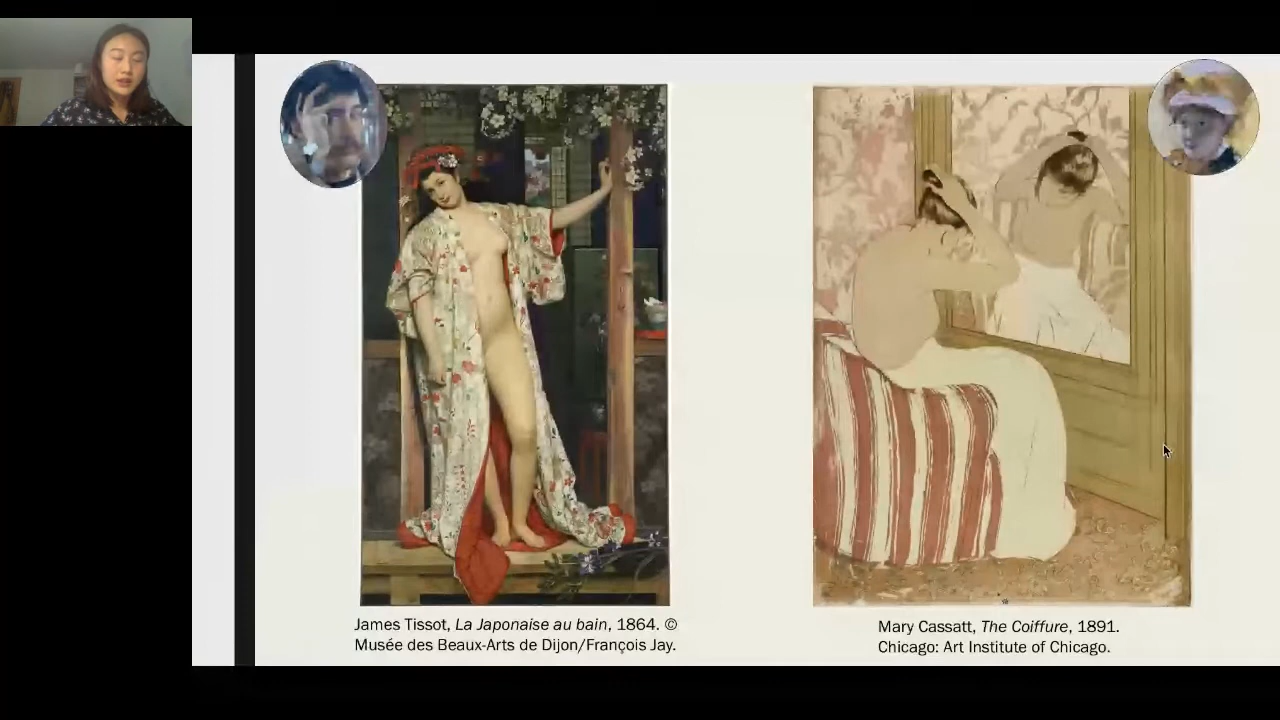 James Tissot, La Japonaise au bain, 1864. ©
Musée des Beaux-Arts de Dijon/François Jay.
Mary Cassatt, The Coiffure, 1891.
Chicago: Art Institute of Chicago.